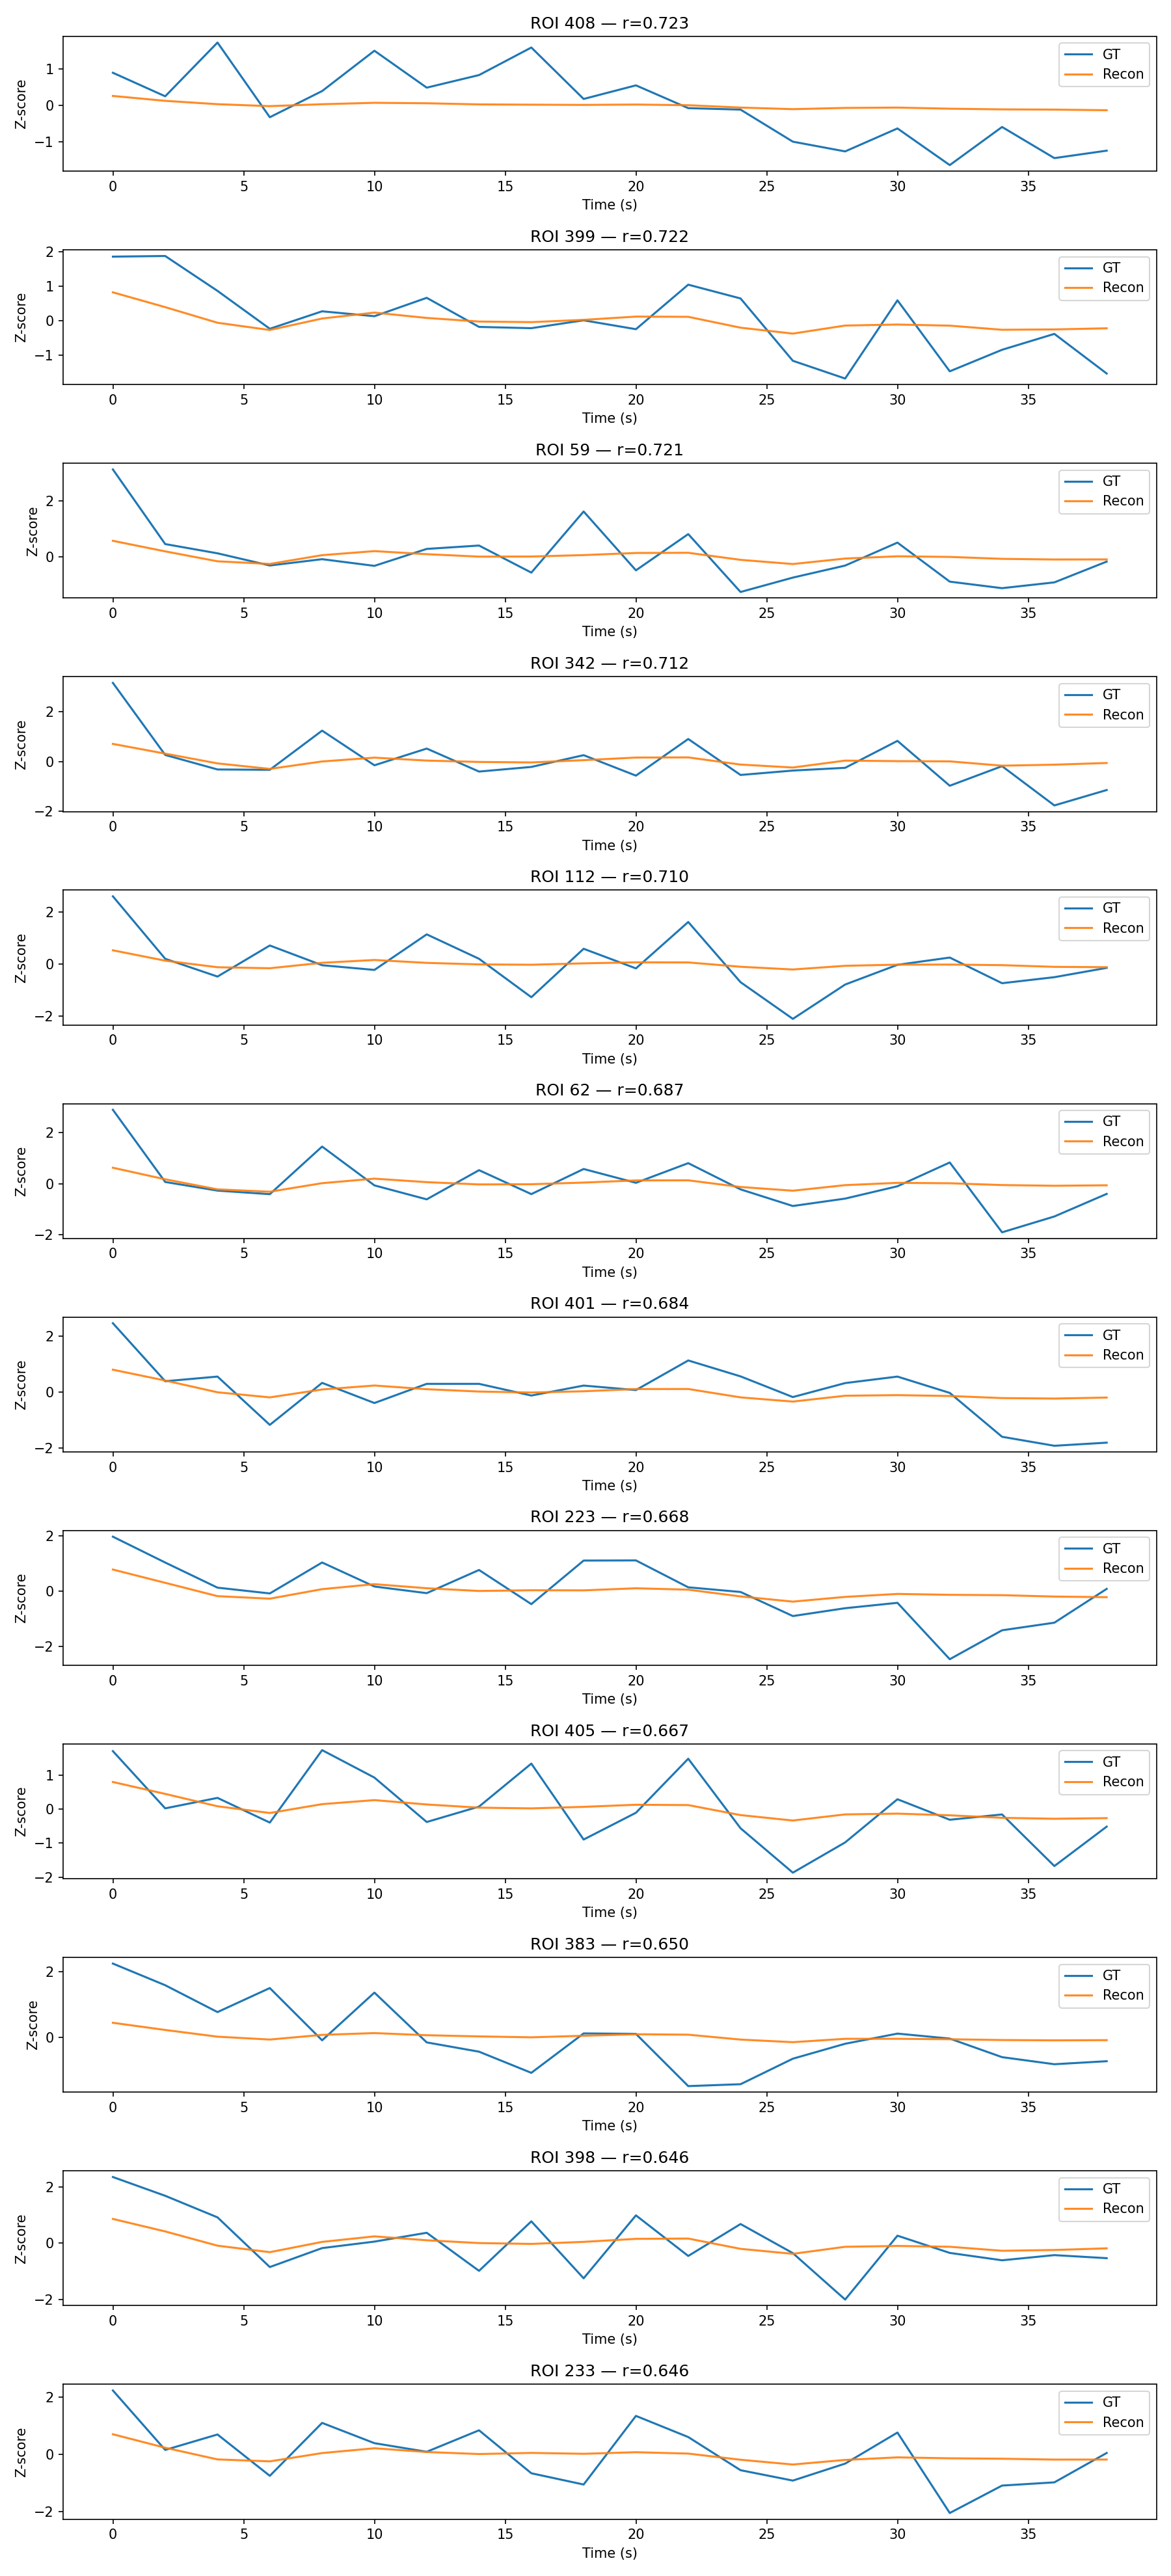 ROI 408 — r=0.723
GT
Recon
Z-score
1
0
−1
0 5 10 15 20 25 30 35
Time (s)
ROI 399 — r=0.722
GT
Recon
Z-score
2
1
0
−1
0 5 10 15 20 25 30 35
Time (s)
ROI 59 — r=0.721
GT
Recon
Z-score
2
0
0 5 10 15 20 25 30 35
Time (s)
ROI 342 — r=0.712
GT
Recon
Z-score
2
0
−2
0 5 10 15 20 25 30 35
Time (s)
ROI 112 — r=0.710
GT
Recon
Z-score
2
0
−2
0 5 10 15 20 25 30 35
Time (s)
ROI 62 — r=0.687
GT
Recon
Z-score
2
0
−2
0 5 10 15 20 25 30 35
Time (s)
ROI 401 — r=0.684
GT
Recon
Z-score
2
0
−2
0 5 10 15 20 25 30 35
Time (s)
ROI 223 — r=0.668
GT
Recon
Z-score
2
0
−2
0 5 10 15 20 25 30 35
Time (s)
ROI 405 — r=0.667
GT
Recon
Z-score
1
0
−1
−2
0 5 10 15 20 25 30 35
Time (s)
ROI 383 — r=0.650
GT
Recon
Z-score
2
0
0 5 10 15 20 25 30 35
Time (s)
ROI 398 — r=0.646
GT
Recon
Z-score
2
0
−2
0 5 10 15 20 25 30 35
Time (s)
ROI 233 — r=0.646
GT
Recon
Z-score
2
0
−2
0 5 10 15 20 25 30 35
Time (s)